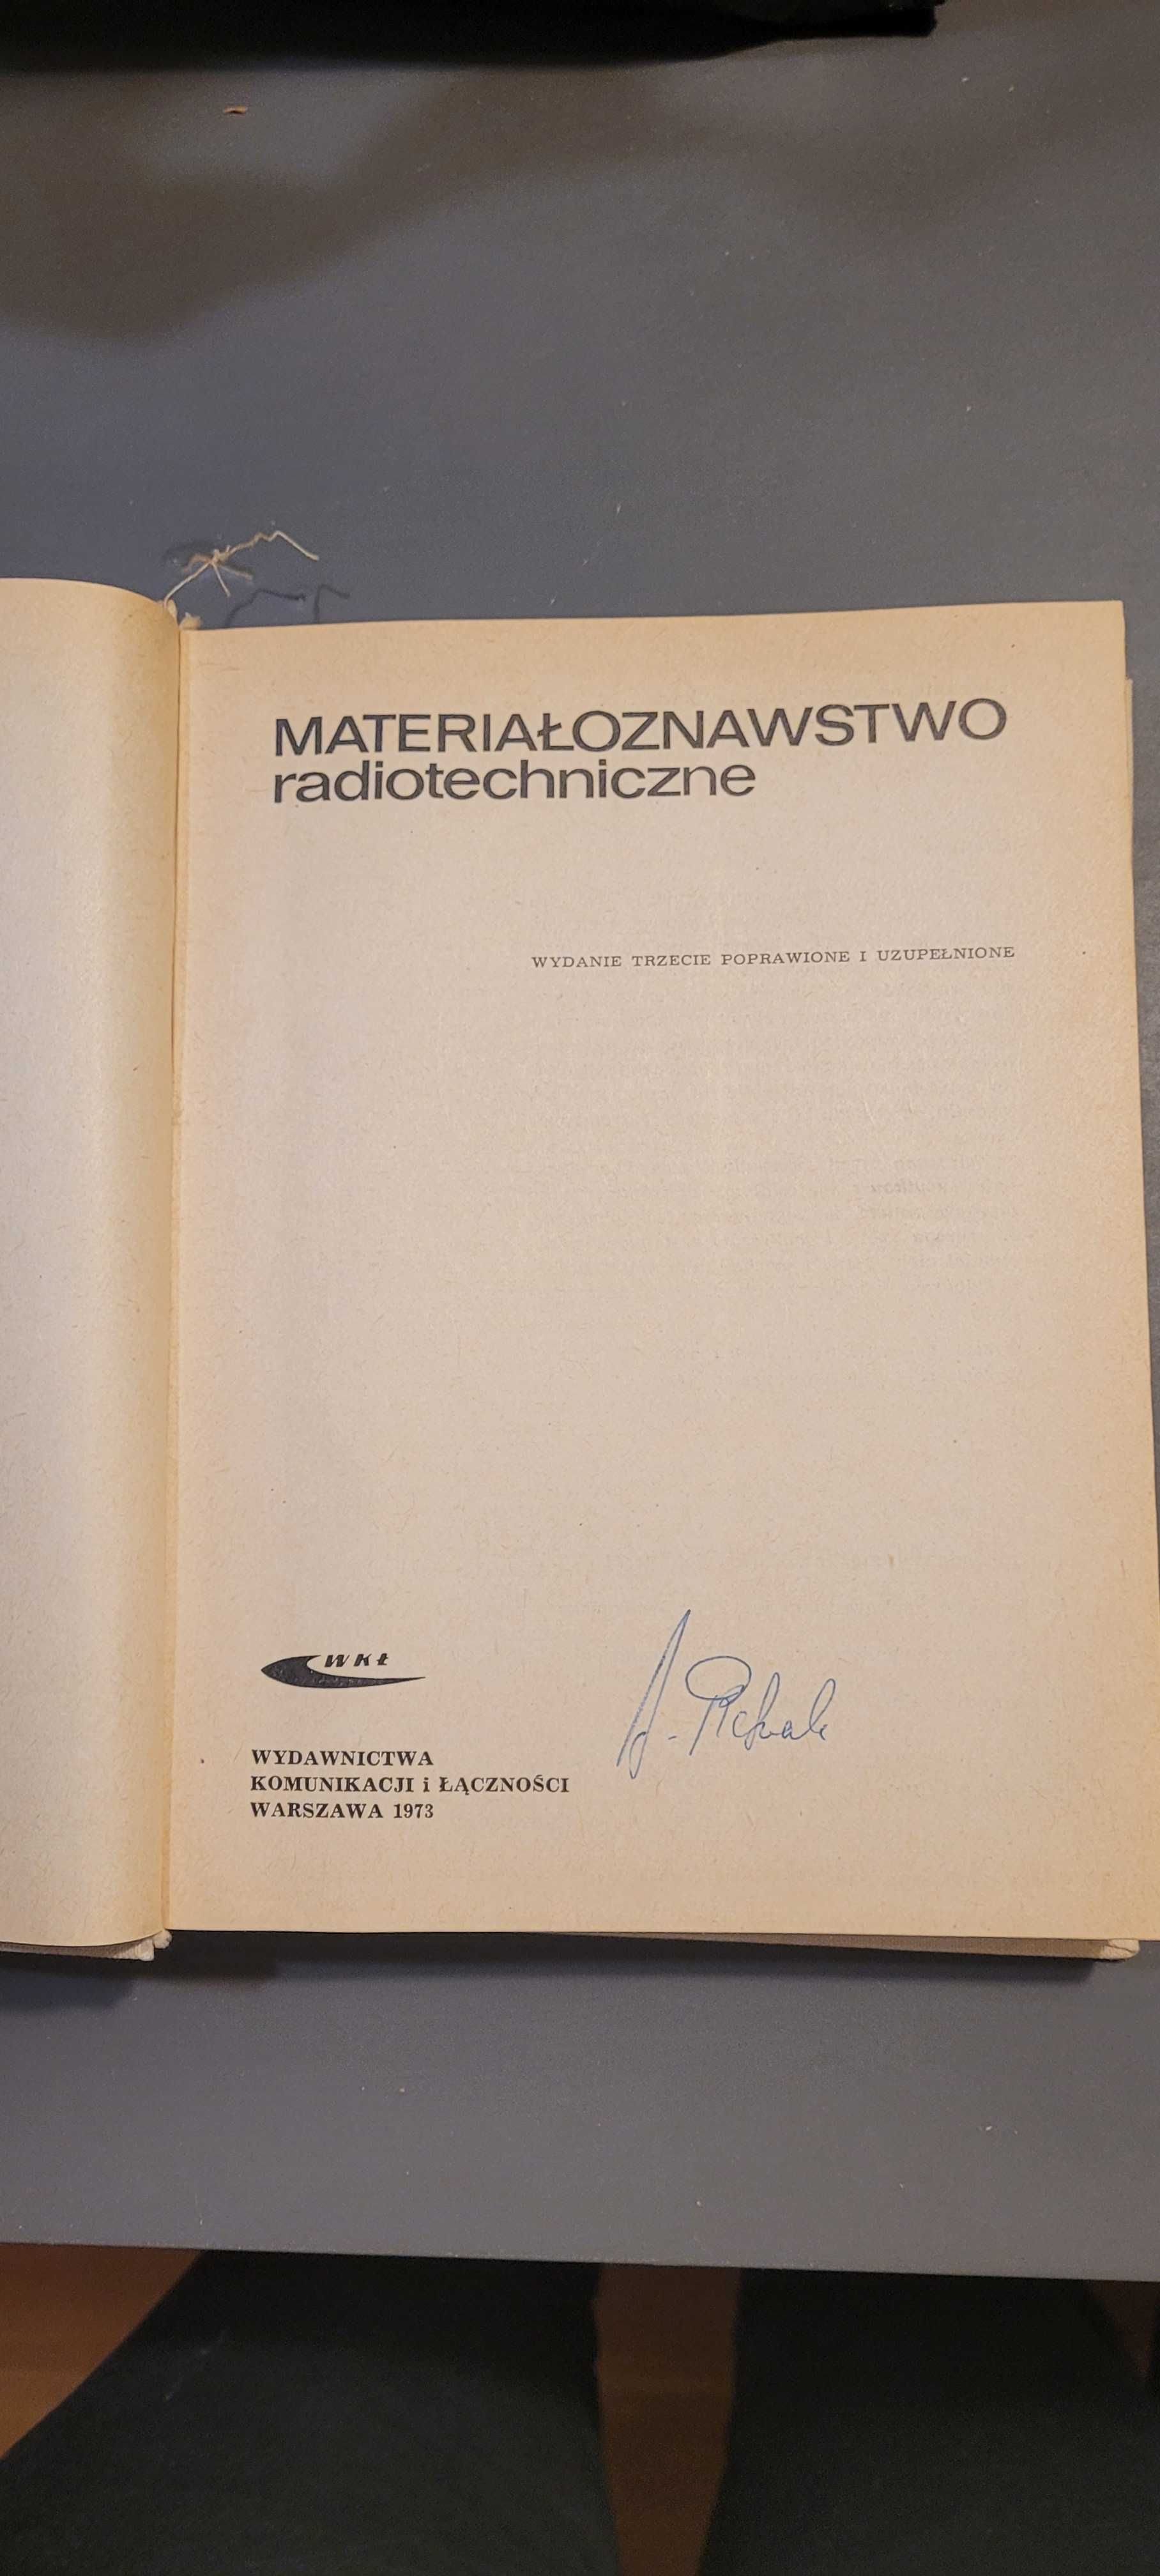 MATERIAŁOZNAWSTWO
radiotechniczne
WYDANIE TRZECIE POPRAWIONE I UZUPEŁNIONE
WKŁ
WYDAWNICTWA
KOMUNIKACJI i ŁĄCZNOŚCI
WARSZAWA 1973